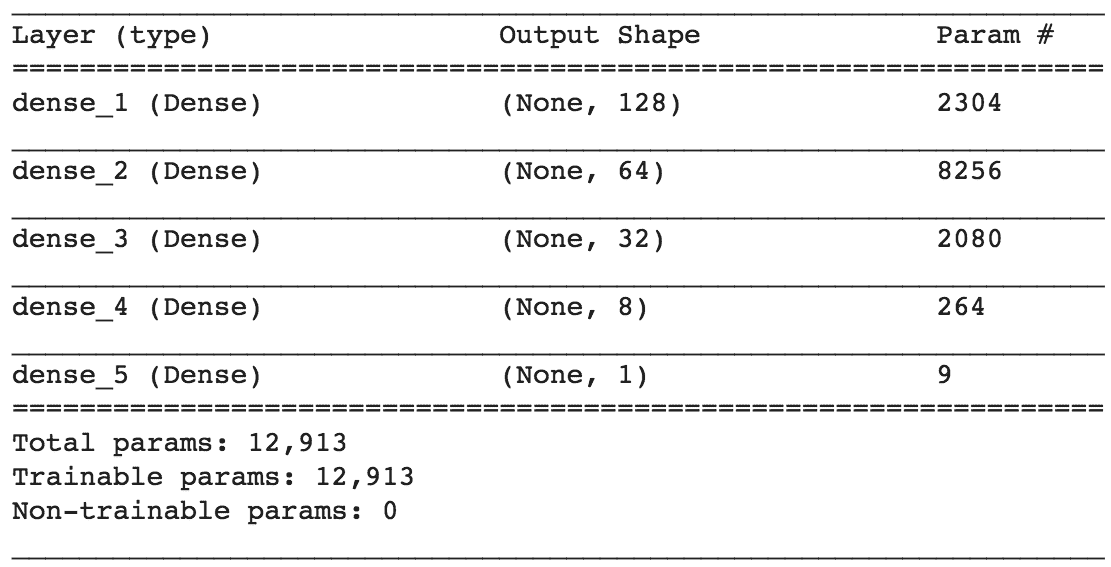 Layer (type) Output Shape Param #
=================================================================
dense_1 (Dense) (None, 128) 2304
dense_2 (Dense) (None, 64) 8256
dense_3 (Dense) (None, 32) 2080
dense_4 (Dense) (None, 8) 264
dense_5 (Dense) (None, 1) 9
=================================================================
Total params: 12,913
Trainable params: 12,913
Non-trainable params: 0